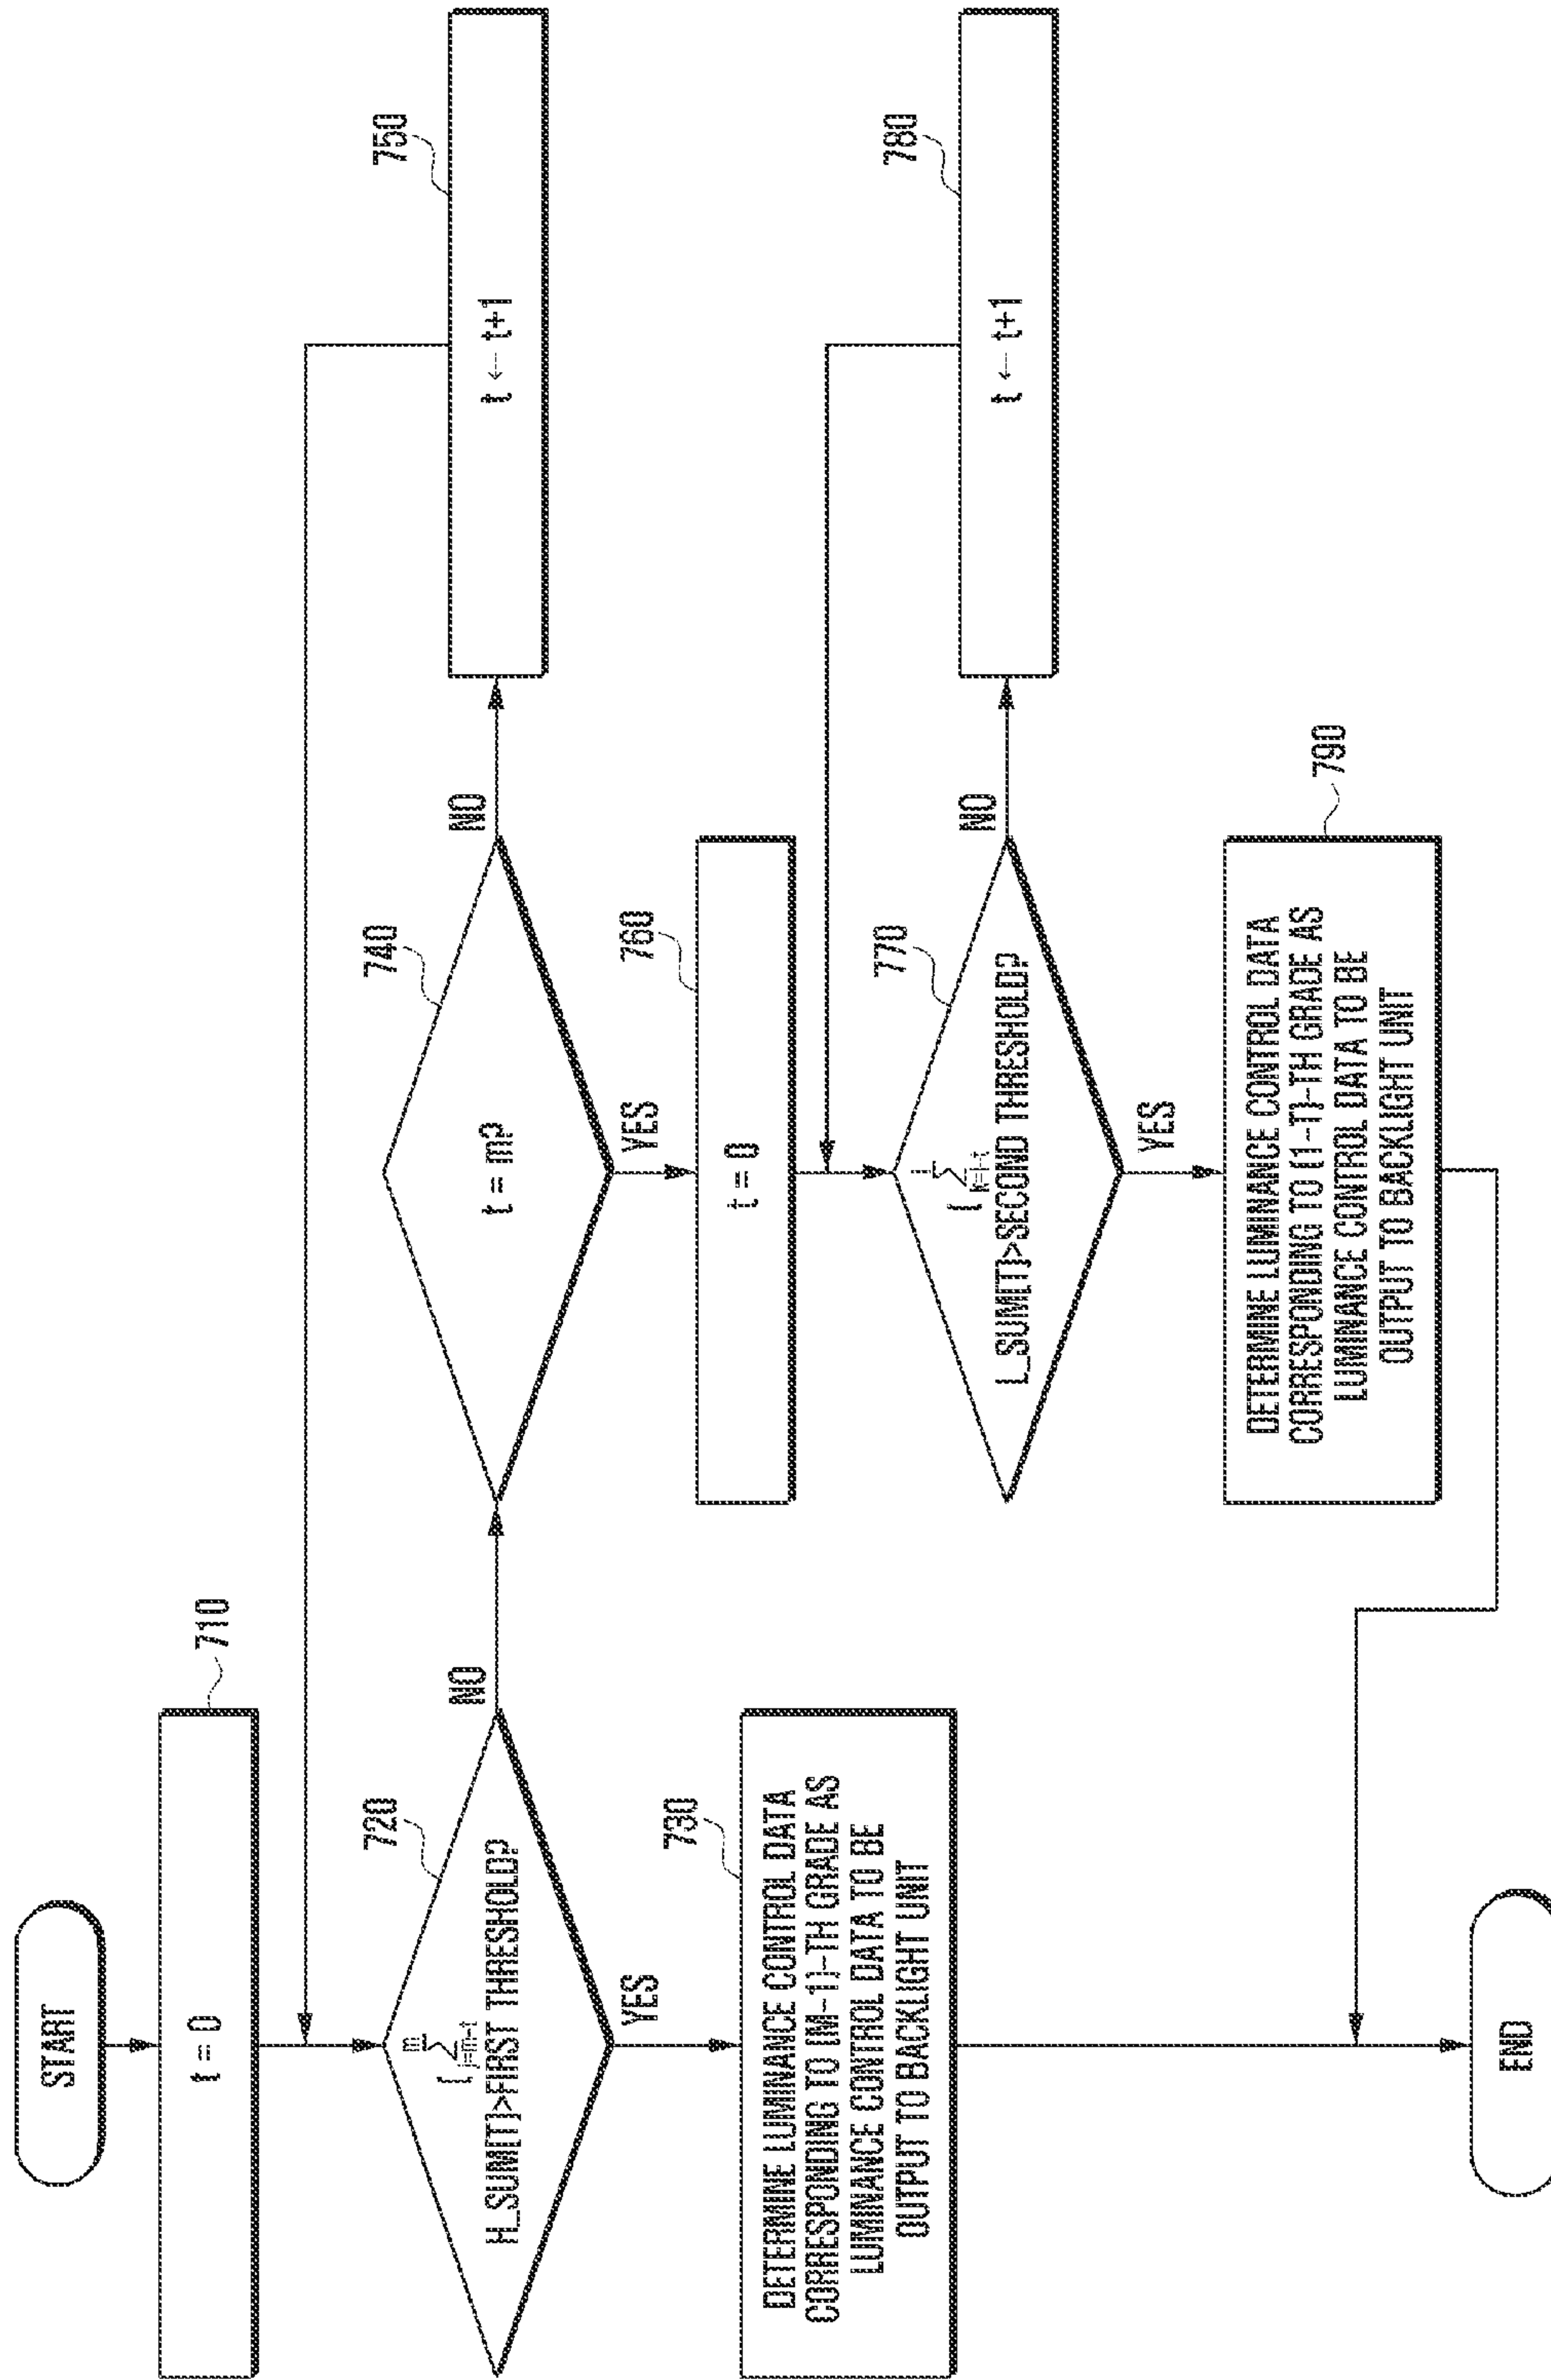 START
710
t = 0
720
m
Σ
i=m-t
H_SUM[T]>FIRST THRESHOLD?
NO
YES
730
DETERMINE LUMINANCE CONTROL DATA
CORRESPONDING TO (M-1)-TH GRADE AS
LUMINANCE CONTROL DATA TO BE
OUTPUT TO BACKLIGHT UNIT
740
t = m?
NO
YES
750
t ← t+1
760
t = 0
770
Σ
L_SUM[T]>SECOND THRESHOLD?
NO
YES
780
t ← t+1
790
DETERMINE LUMINANCE CONTROL DATA
CORRESPONDING TO (1-T)-TH GRADE AS
LUMINANCE CONTROL DATA TO BE
OUTPUT TO BACKLIGHT UNIT
END